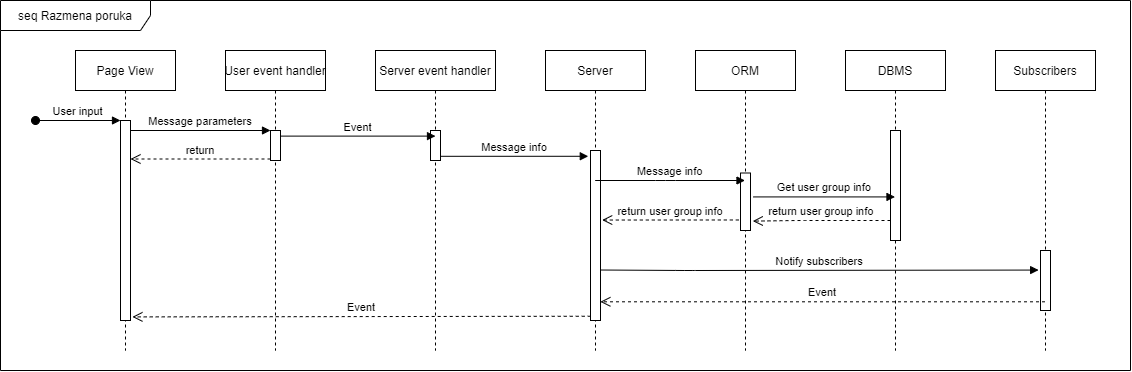 seq Razmena poruka
Page View
User event handler
Server event handler
Server
ORM
DBMS
Subscribers
User input
Message parameters
Event
return
Message info
Message info
Get user group info
return user group info
return user group info
Notify subscribers
Event
Event